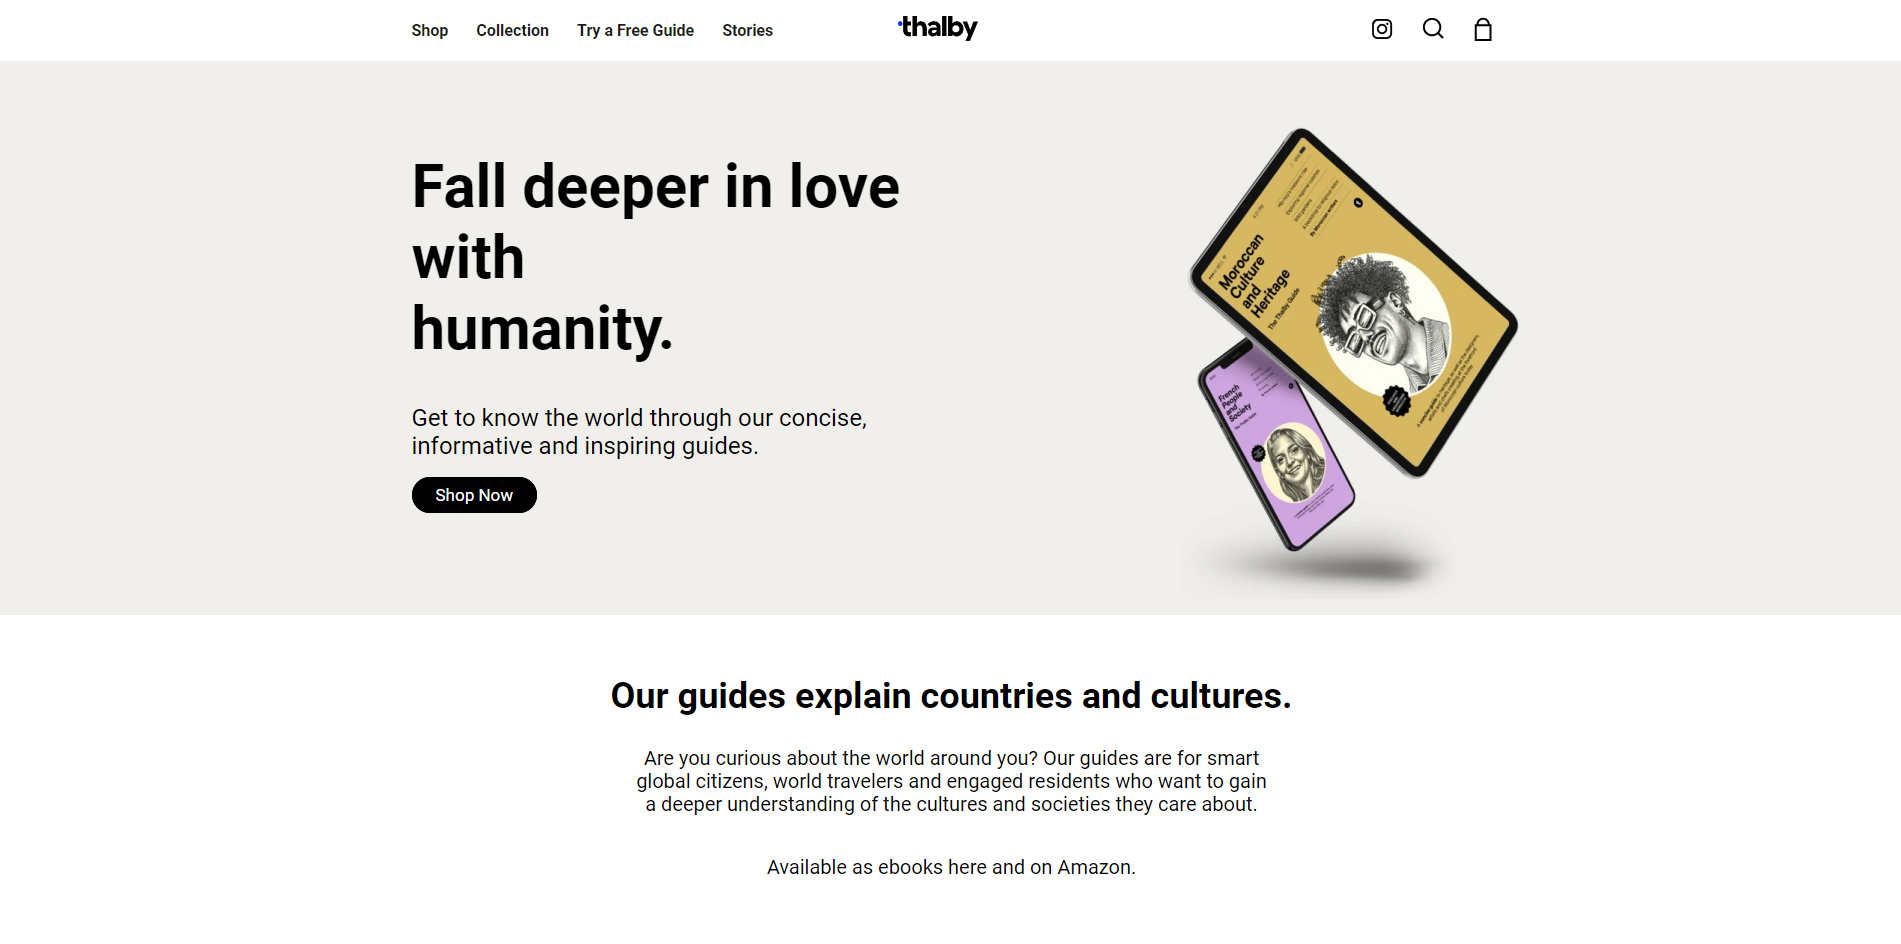 Shop
Collection
Try a Free Guide
Stories
thalby
Fall deeper in love
with
humanity.
Get to know the world through our concise,
informative and inspiring guides.
Shop Now
Moroccan
Culture
and
Heritage
The Thalby Guide
By Moroccan writers
French
People
and
Society
Our guides explain countries and cultures.
Are you curious about the world around you? Our guides are for smart
global citizens, world travelers and engaged residents who want to gain
a deeper understanding of the cultures and societies they care about.
Available as ebooks here and on Amazon.